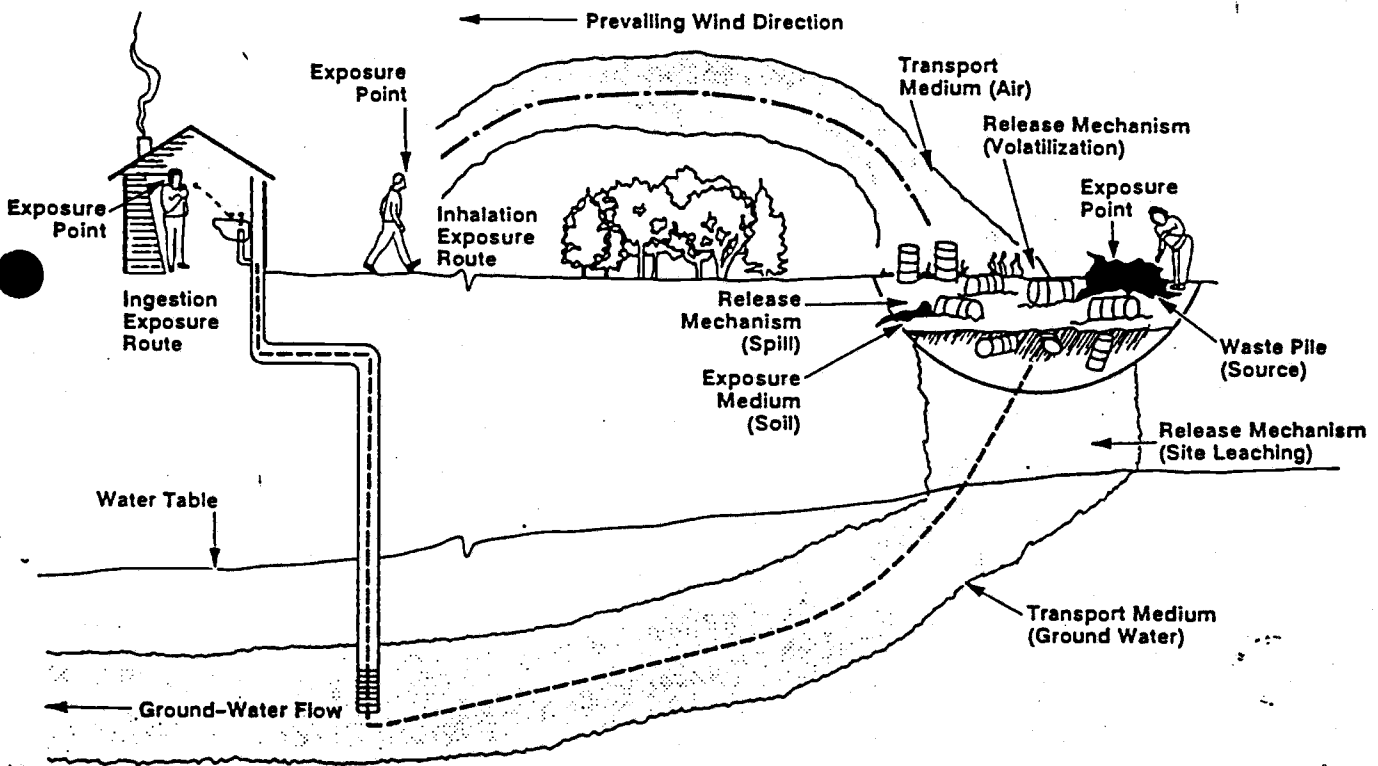 Prevailing Wind Direction
Exposure
Point
Transport
Medium (Air)
Release Mechanism
(Volatilization)
Exposure
Point
Exposure
Point
Inhalation
Exposure
Route
Ingestion
Exposure
Route
Release
Mechanism
(Spill)
Exposure
Medium
(Soil)
Waste Pile
(Source)
Release Mechanism
(Site Leaching)
Water Table
Transport Medium
(Ground Water)
Ground-Water Flow